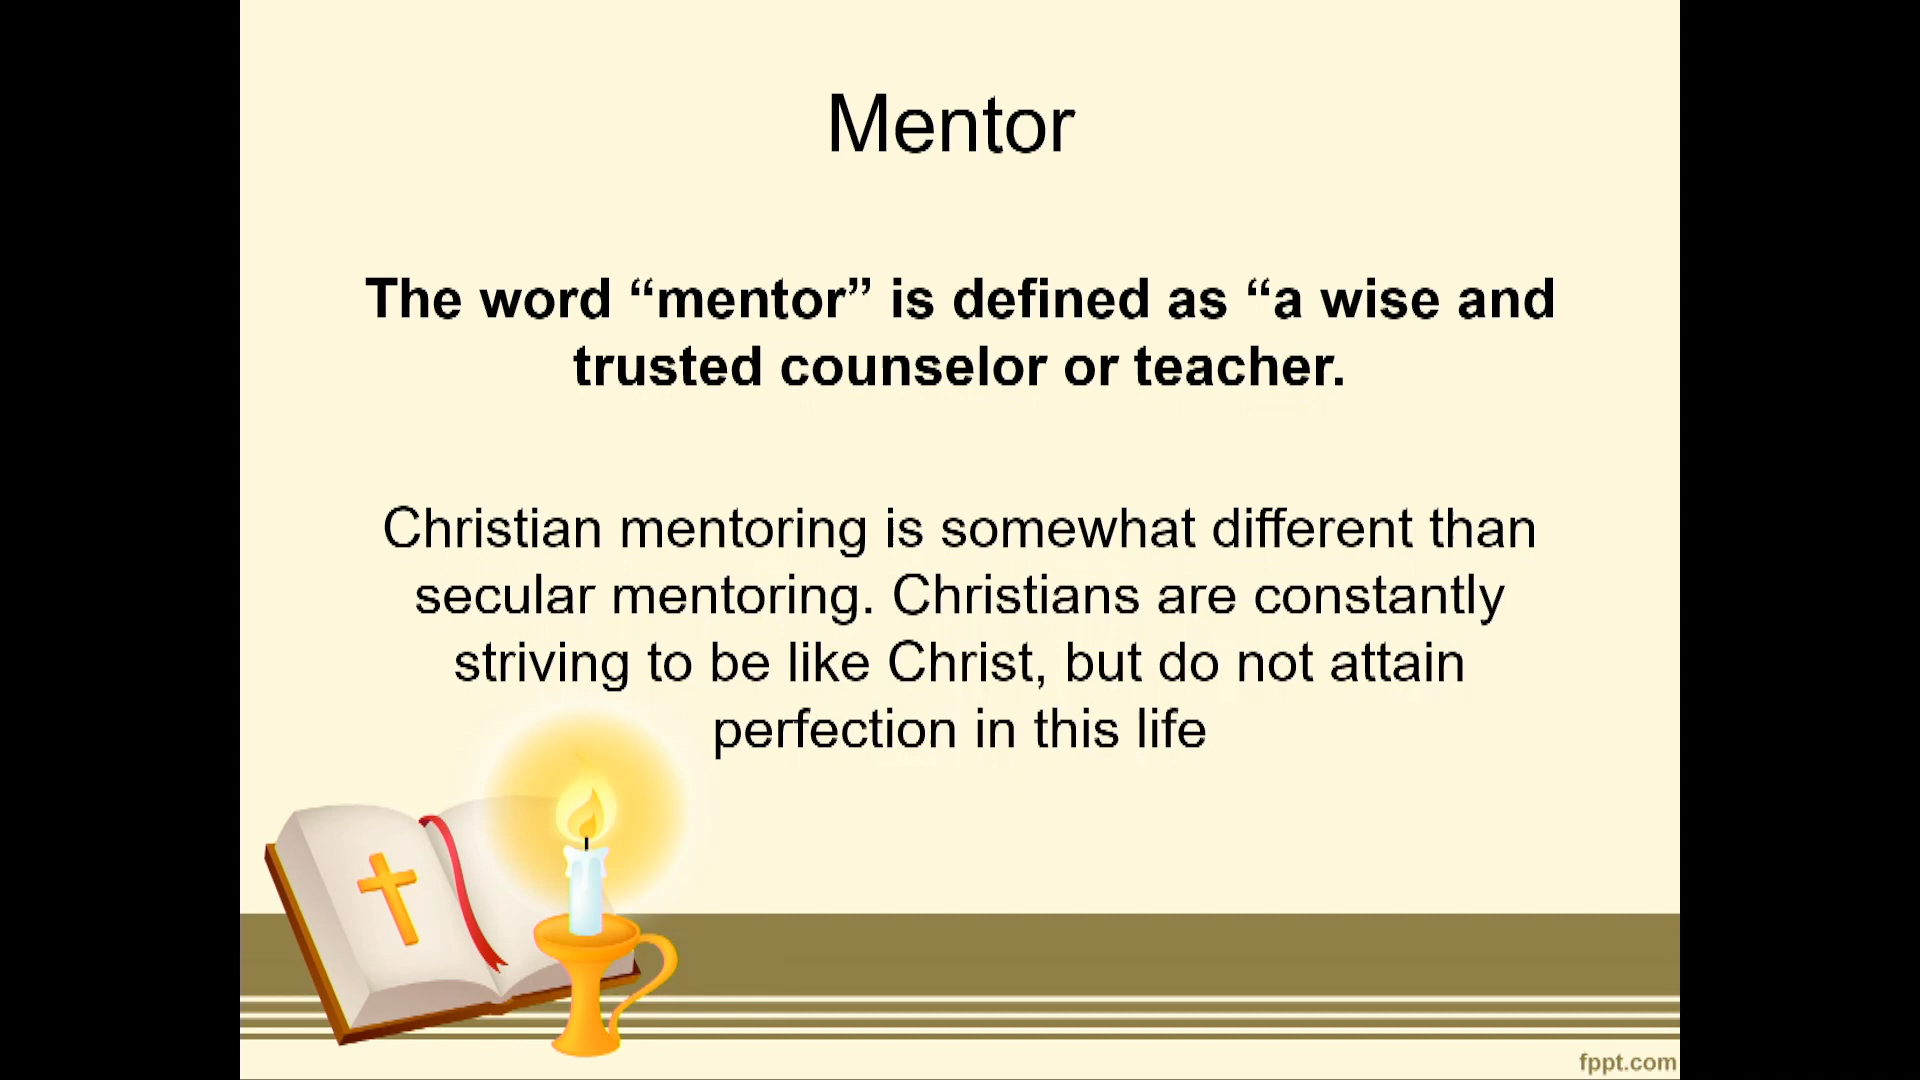 Mentor
The word “mentor” is defined as “a wise and
trusted counselor or teacher.
Christian mentoring is somewhat different than
secular mentoring. Christians are constantly
striving to be like Christ, but do not attain
perfection in this life
fppt.com